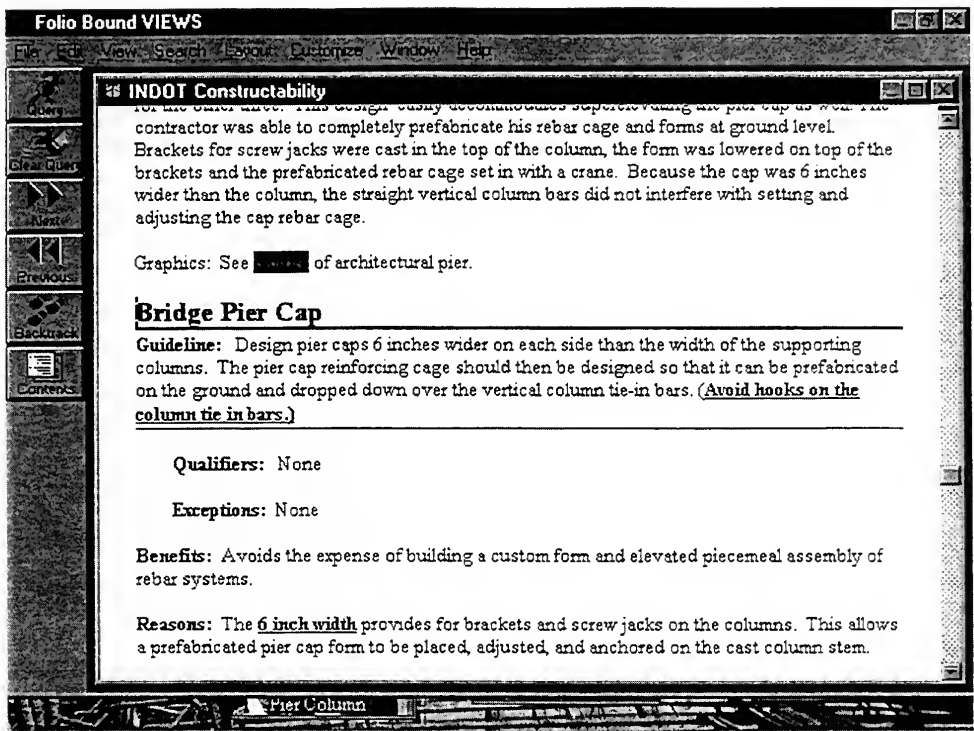 Folio Bound VIEWS
File Edit View Search Layout Customize Window Help
Query
Clear Query
Next
Previous
Backtrack
Contents
INDOT Constructability
contractor was able to completely prefabricate his rebar cage and forms at ground level.
Brackets for screw jacks were cast in the top of the column, the form was lowered on top of the
brackets and the prefabricated rebar cage set in with a crane. Because the cap was 6 inches
wider than the column, the straight vertical column bars did not interfere with setting and
adjusting the cap rebar cage.
Graphics: See of architectural pier.
Bridge Pier Cap
Guideline: Design pier caps 6 inches wider on each side than the width of the supporting
columns. The pier cap reinforcing cage should then be designed so that it can be prefabricated
on the ground and dropped down over the vertical column tie-in bars. (Avoid hooks on the
column tie in bars.)
Qualifiers: None
Exceptions: None
Benefits: Avoids the expense of building a custom form and elevated piecemeal assembly of
rebar systems.
Reasons: The 6 inch width provides for brackets and screw jacks on the columns. This allows
a prefabricated pier cap form to be placed, adjusted, and anchored on the cast column stem.
Pier Column